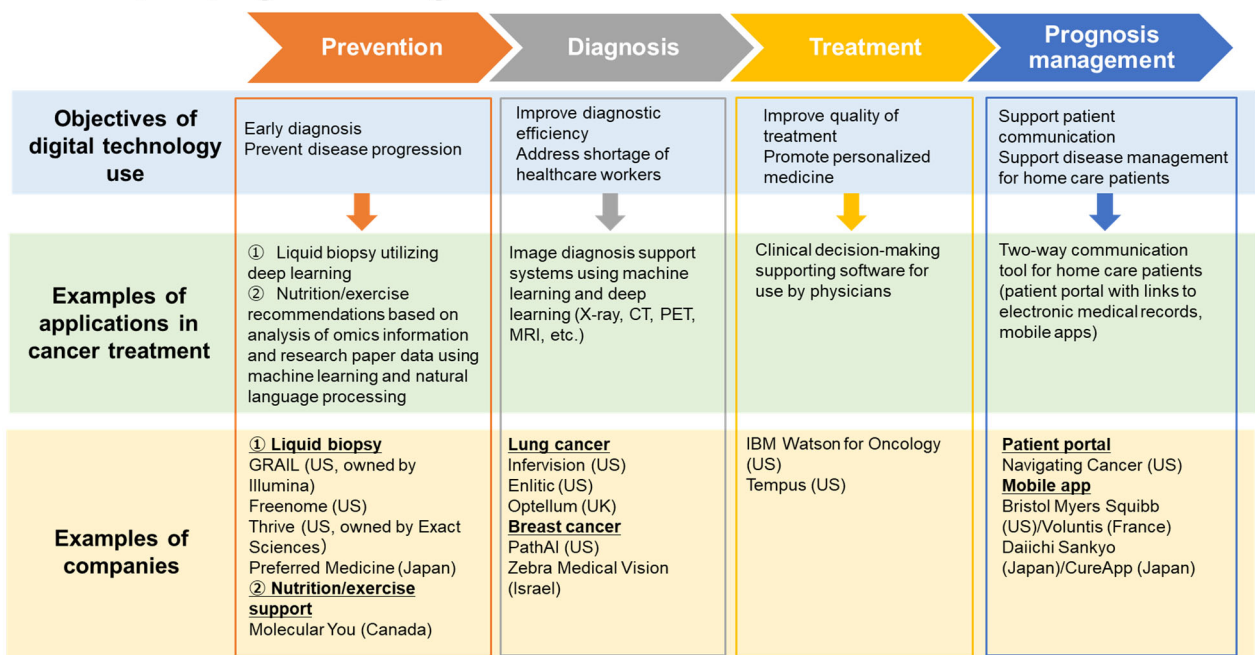 Prevention
Diagnosis
Treatment
Prognosis
management
Objectives of
digital technology
use
Early diagnosis
Prevent disease progression
Improve diagnostic
efficiency
Address shortage of
healthcare workers
Improve quality of
treatment
Promote personalized
medicine
Support patient
communication
Support disease management
for home care patients
Examples of
applications in
cancer treatment
① Liquid biopsy utilizing
deep learning
② Nutrition/exercise
recommendations based on
analysis of omics information
and research paper data using
machine learning and natural
language processing
Image diagnosis support
systems using machine
learning and deep
learning (X-ray, CT, PET,
MRI, etc.)
Clinical decision-making
supporting software for
use by physicians
Two-way communication
tool for home care patients
(patient portal with links to
electronic medical records,
mobile apps)
Examples of
companies
① Liquid biopsy
GRAIL (US, owned by
Illumina)
Freenome (US)
Thrive (US, owned by Exact
Sciences）
Preferred Medicine (Japan)
② Nutrition/exercise
support
Molecular You (Canada)
Lung cancer
Infervision (US)
Enlitic (US)
Optellum (UK)
Breast cancer
PathAI (US)
Zebra Medical Vision
(Israel)
IBM Watson for Oncology
(US)
Tempus (US)
Patient portal
Navigating Cancer (US)
Mobile app
Bristol Myers Squibb
(US)/Voluntis (France)
Daiichi Sankyo
(Japan)/CureApp (Japan)